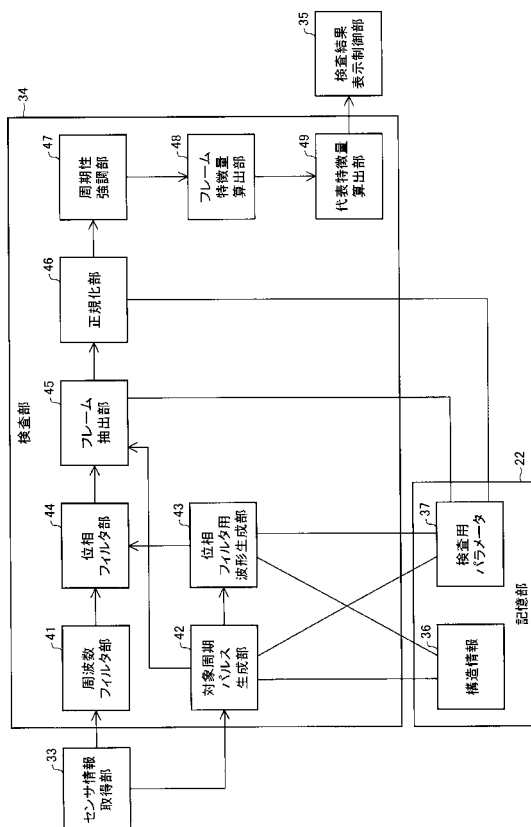 34
検査部
33
センサ情報
取得部
41
周波数
フィルタ部
44
位相
フィルタ部
45
フレーム
抽出部
46
正規化部
47
周期性
強調部
42
対象周期
パルス
生成部
43
位相
フィルタ用
波形生成部
48
フレーム
特徴量
算出部
49
代表特徴量
算出部
35
検査結果
表示制御部
22
36
構造情報
37
検査用
パラメータ
記憶部